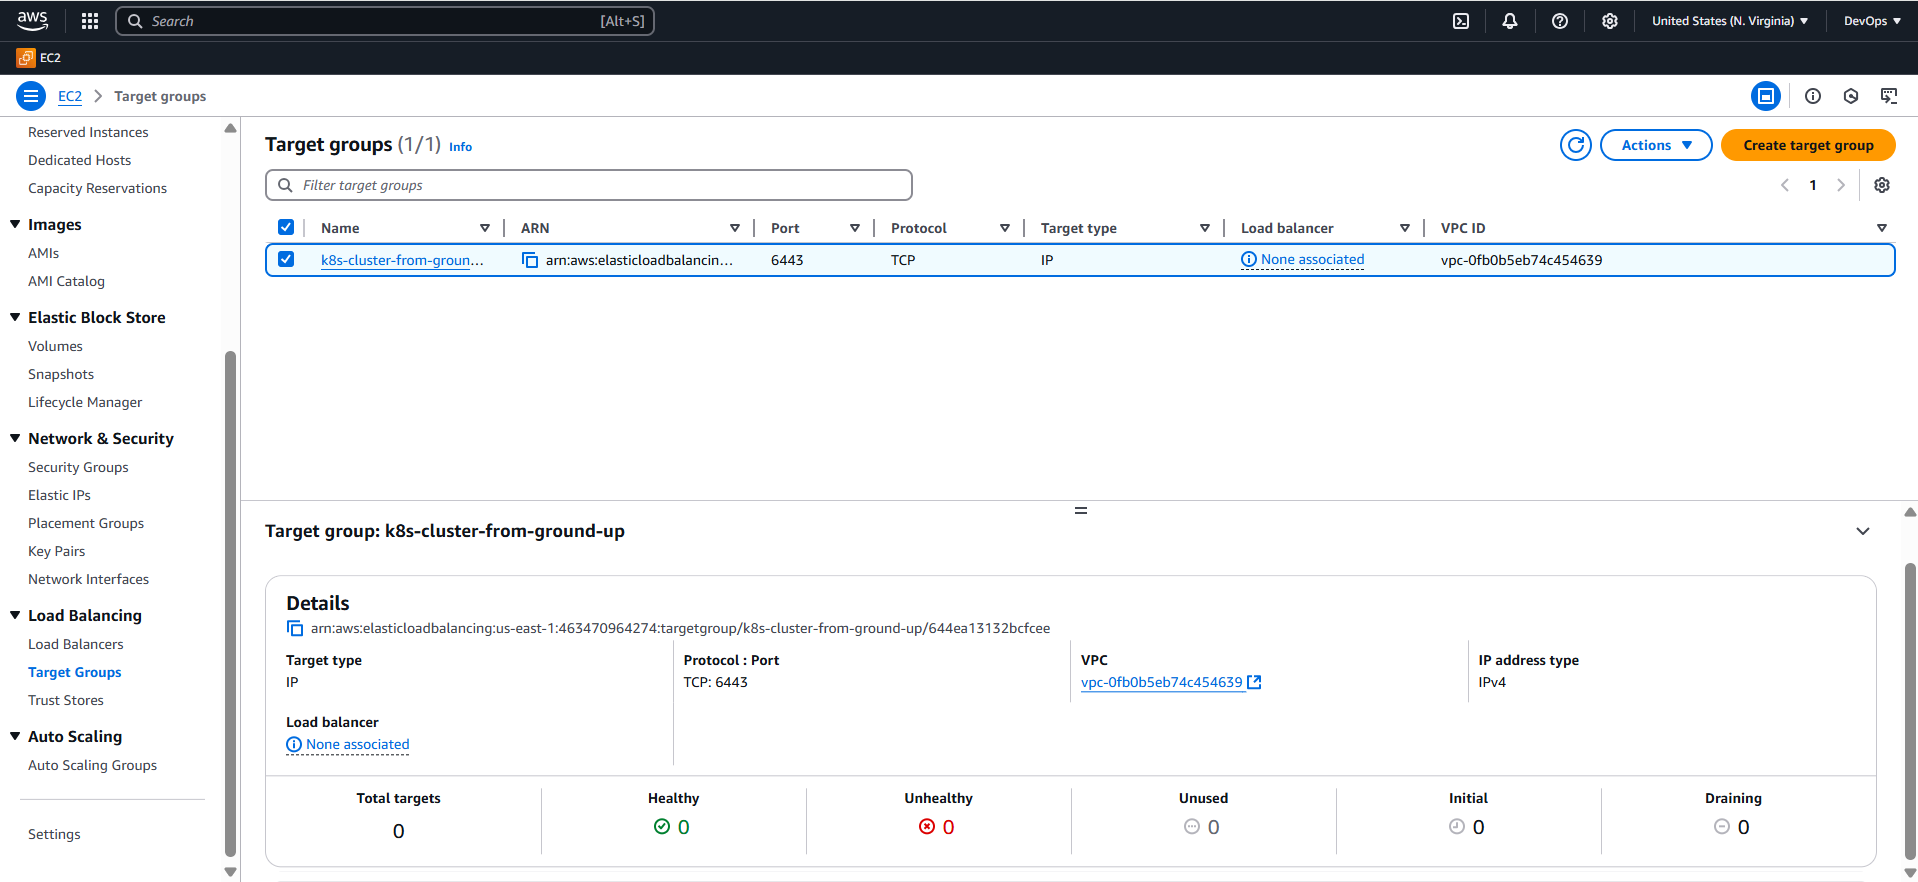 aws
Search [Alt+S]
United States (N. Virginia)
DevOps
EC2
EC2 Target groups
Reserved Instances
Dedicated Hosts
Capacity Reservations
Images
AMIs
AMI Catalog
Elastic Block Store
Volumes
Snapshots
Lifecycle Manager
Network & Security
Security Groups
Elastic IPs
Placement Groups
Key Pairs
Network Interfaces
Load Balancing
Load Balancers
Target Groups
Trust Stores
Auto Scaling
Auto Scaling Groups
Settings
Target groups (1/1) Info
Actions
Create target group
Filter target groups
1
Name ARN Port Protocol Target type Load balancer VPC ID
k8s-cluster-from-groun... arn:aws:elasticloadbalancin... 6443 TCP IP None associated vpc-0fb0b5eb74c454639
Target group: k8s-cluster-from-ground-up
Details
arn:aws:elasticloadbalancing:us-east-1:463470964274:targetgroup/k8s-cluster-from-ground-up/644ea13132bcfcee
Target type
IP
Protocol : Port
TCP: 6443
VPC
vpc-0fb0b5eb74c454639
IP address type
IPv4
Load balancer
None associated
Total targets
0
Healthy
0
Unhealthy
0
Unused
0
Initial
0
Draining
0